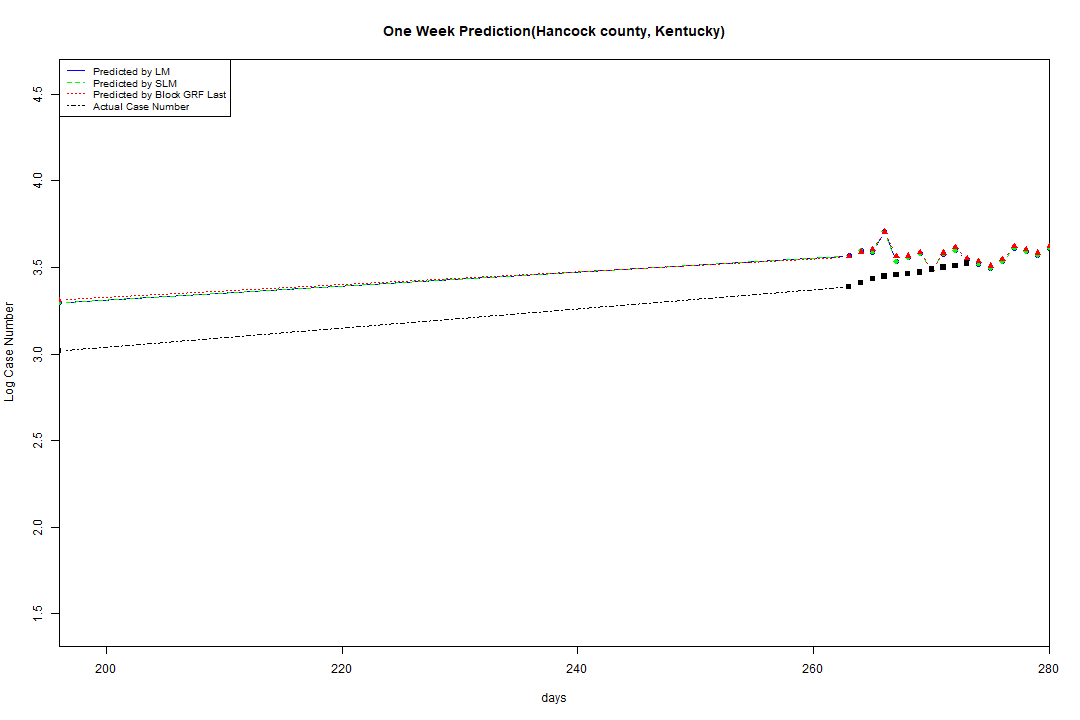 One Week Prediction(Hancock county, Kentucky)
Predicted by LM
Predicted by SLM
Predicted by Block GRF Last
Actual Case Number
4.5
4.0
3.5
3.0
2.5
2.0
1.5
Log Case Number
200 220 240 260 280
days